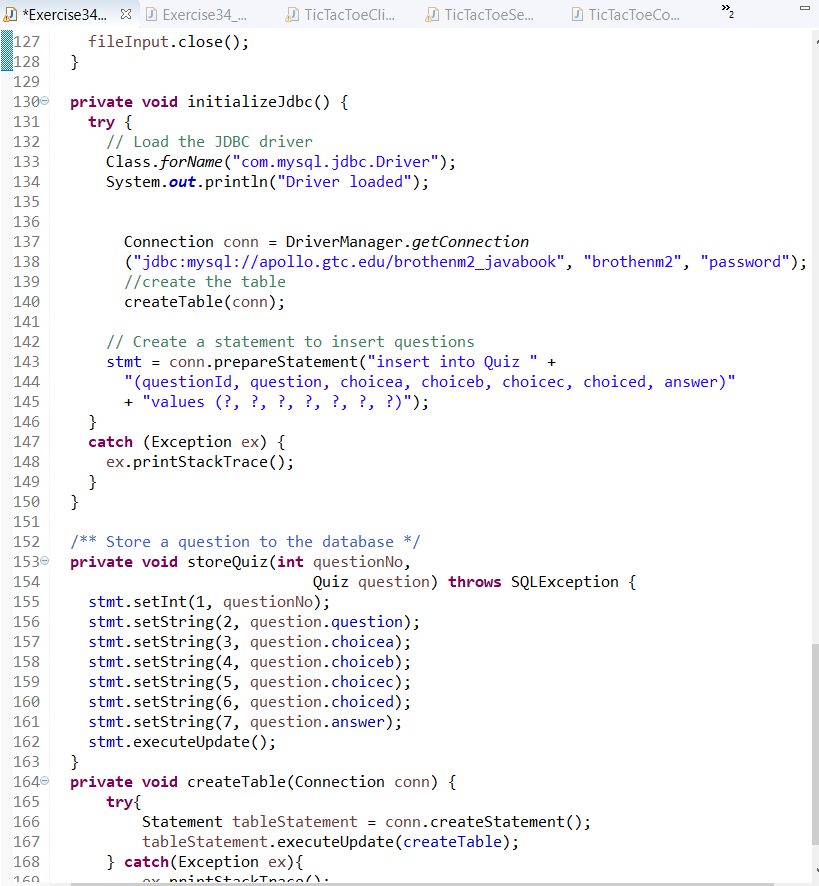 *Exercise34... Exercise34_... TicTacToeCli... TicTacToeSe... TicTacToeCo... »2
127 fileInput.close();
128 }
129
130 private void initializeJdbc() {
131 try {
132 // Load the JDBC driver
133 Class.forName("com.mysql.jdbc.Driver");
134 System.out.println("Driver loaded");
135
136
137 Connection conn = DriverManager.getConnection
138 ("jdbc:mysql://apollo.gtc.edu/brothenm2_javabook", "brothenm2", "password");
139 //create the table
140 createTable(conn);
141
142 // Create a statement to insert questions
143 stmt = conn.prepareStatement("insert into Quiz " +
144 "(questionId, question, choicea, choiceb, choicec, choiced, answer)"
145 + "values (?, ?, ?, ?, ?, ?, ?)");
146 }
147 catch (Exception ex) {
148 ex.printStackTrace();
149 }
150 }
151
152 /** Store a question to the database */
153 private void storeQuiz(int questionNo,
154 Quiz question) throws SQLException {
155 stmt.setInt(1, questionNo);
156 stmt.setString(2, question.question);
157 stmt.setString(3, question.choicea);
158 stmt.setString(4, question.choiceb);
159 stmt.setString(5, question.choicec);
160 stmt.setString(6, question.choiced);
161 stmt.setString(7, question.answer);
162 stmt.executeUpdate();
163 }
164 private void createTable(Connection conn) {
165 try{
166 Statement tableStatement = conn.createStatement();
167 tableStatement.executeUpdate(createTable);
168 } catch(Exception ex){
169 ex.printStackTrace();